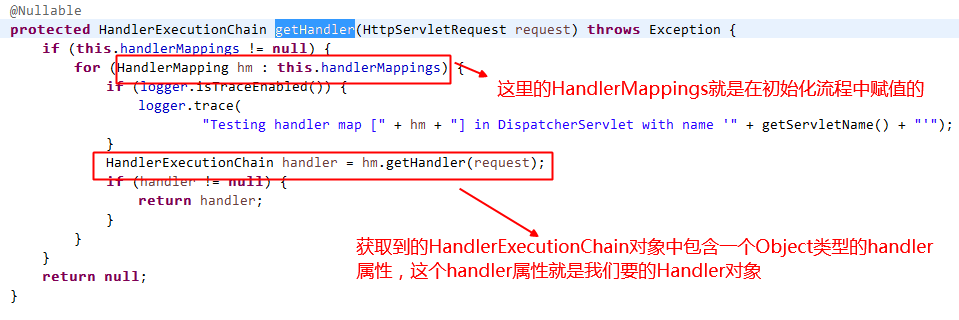 @Nullable
protected HandlerExecutionChain getHandler(HttpServletRequest request) throws Exception {
if (this.handlerMappings != null) {
for (HandlerMapping hm : this.handlerMappings) {
这里的HandlerMappings就是在初始化流程中赋值的
if (logger.isTraceEnabled()) {
logger.trace(
"Testing handler map [" + hm + "] in DispatcherServlet with name '" + getServletName() + "'");
}
HandlerExecutionChain handler = hm.getHandler(request);
if (handler != null) {
return handler;
}
获取到的HandlerExecutionChain对象中包含一个Object类型的handler
属性，这个handler属性就是我们要的Handler对象
}
}
return null;
}